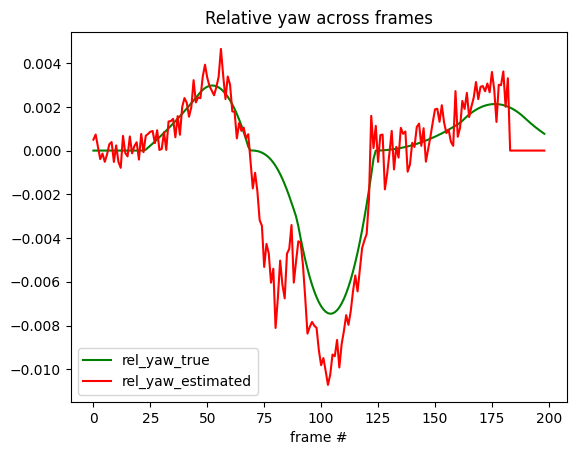 Relative yaw across frames
0.004
0.002
0.000
−0.002
−0.004
−0.006
−0.008
−0.010
rel_yaw_true
rel_yaw_estimated
0 25 50 75 100 125 150 175 200
frame #